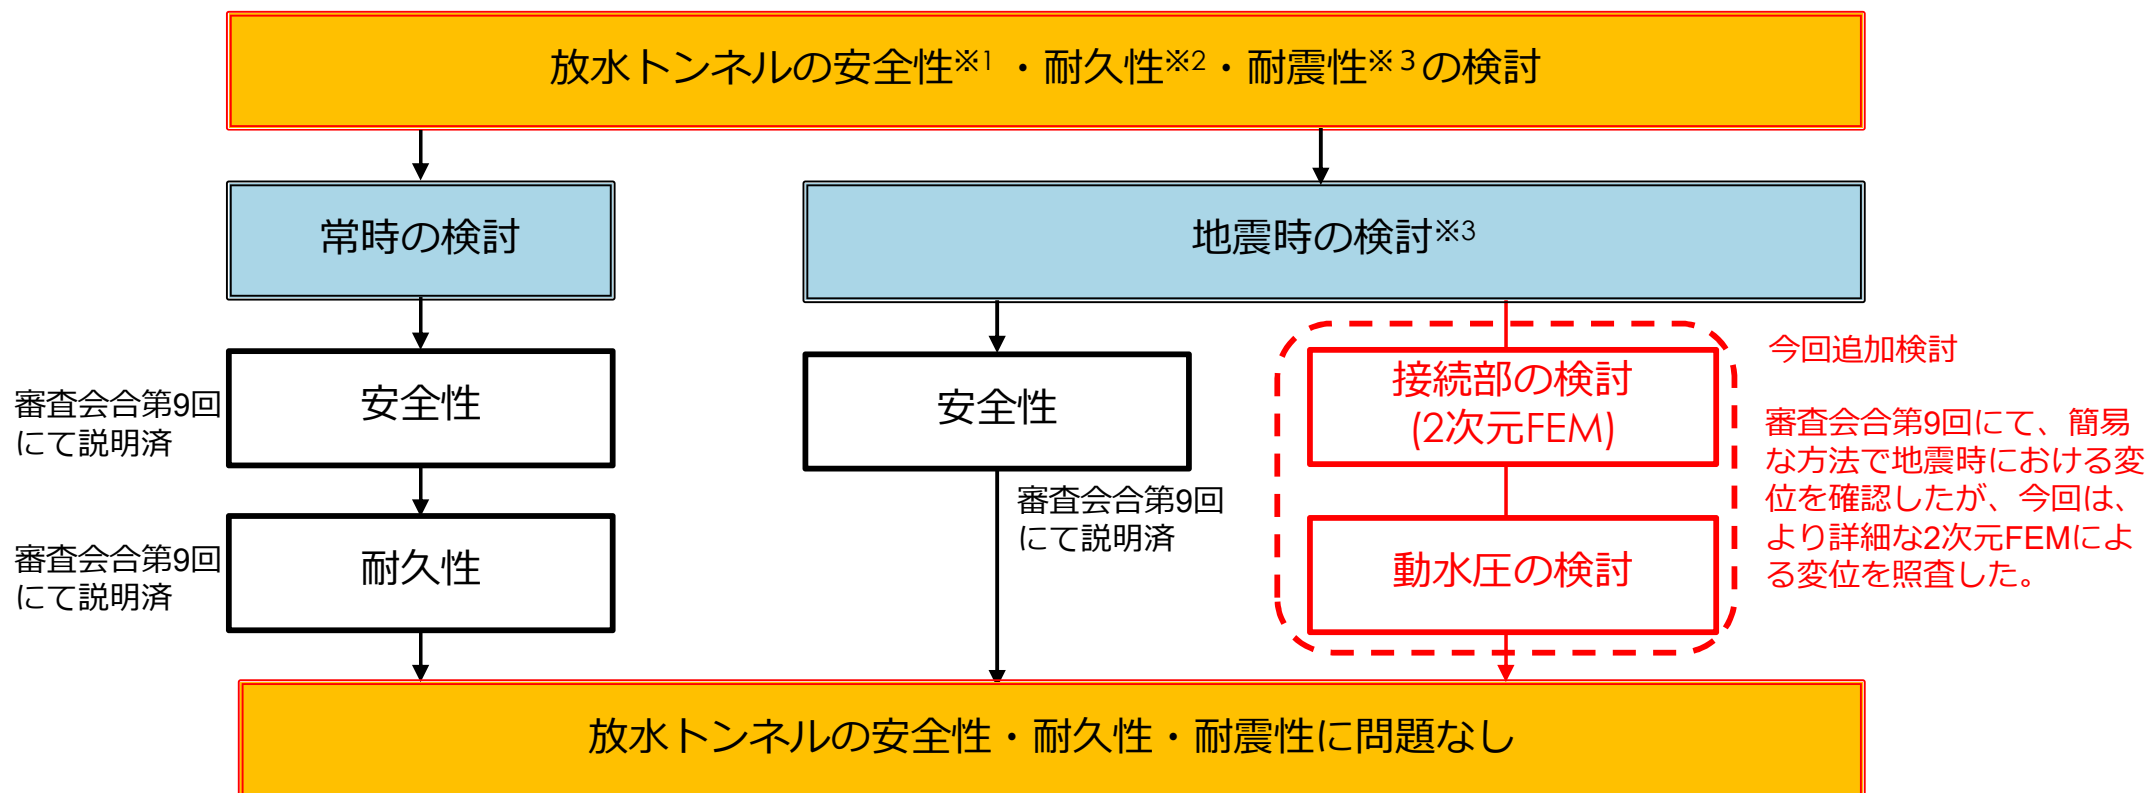 放水トンネルの安全性※1・耐久性※2・耐震性※３の検討
常時の検討
地震時の検討※3
審査会合第9回
にて説明済
安全性
安全性
審査会合第9回
にて説明済
接続部の検討
(2次元FEM)
今回追加検討
審査会合第9回にて、簡易
な方法で地震時における変
位を確認したが、今回は、
より詳細な2次元FEMによ
る変位を照査した。
審査会合第9回
にて説明済
耐久性
動水圧の検討
放水トンネルの安全性・耐久性・耐震性に問題なし